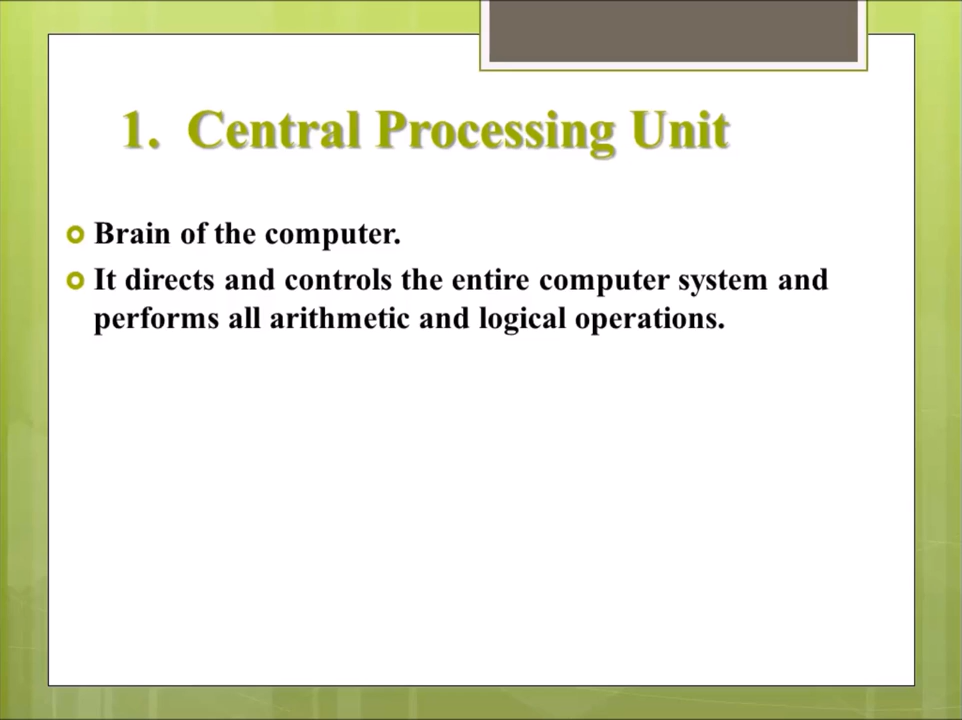 1. Central Processing Unit
Brain of the computer.
It directs and controls the entire computer system and
performs all arithmetic and logical operations.